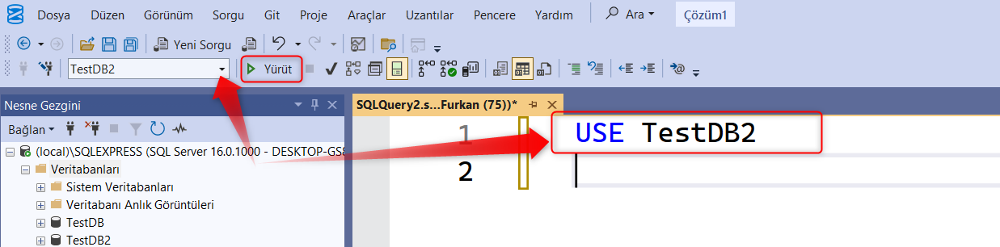 Dosya Düzen Görünüm Sorgu Git Proje Araçlar Uzantılar Pencere Yardım Ara Çözüm1
Yeni Sorgu
TestDB2 Yürüt
Nesne Gezgini
SQLQuery2.s...Furkan (75))*
Bağlan
1 USE TestDB2
(local)\SQLEXPRESS (SQL Server 16.0.1000 - DESKTOP-GS
2
Veritabanları
Sistem Veritabanları
Veritabanı Anlık Görüntüleri
TestDB
TestDB2